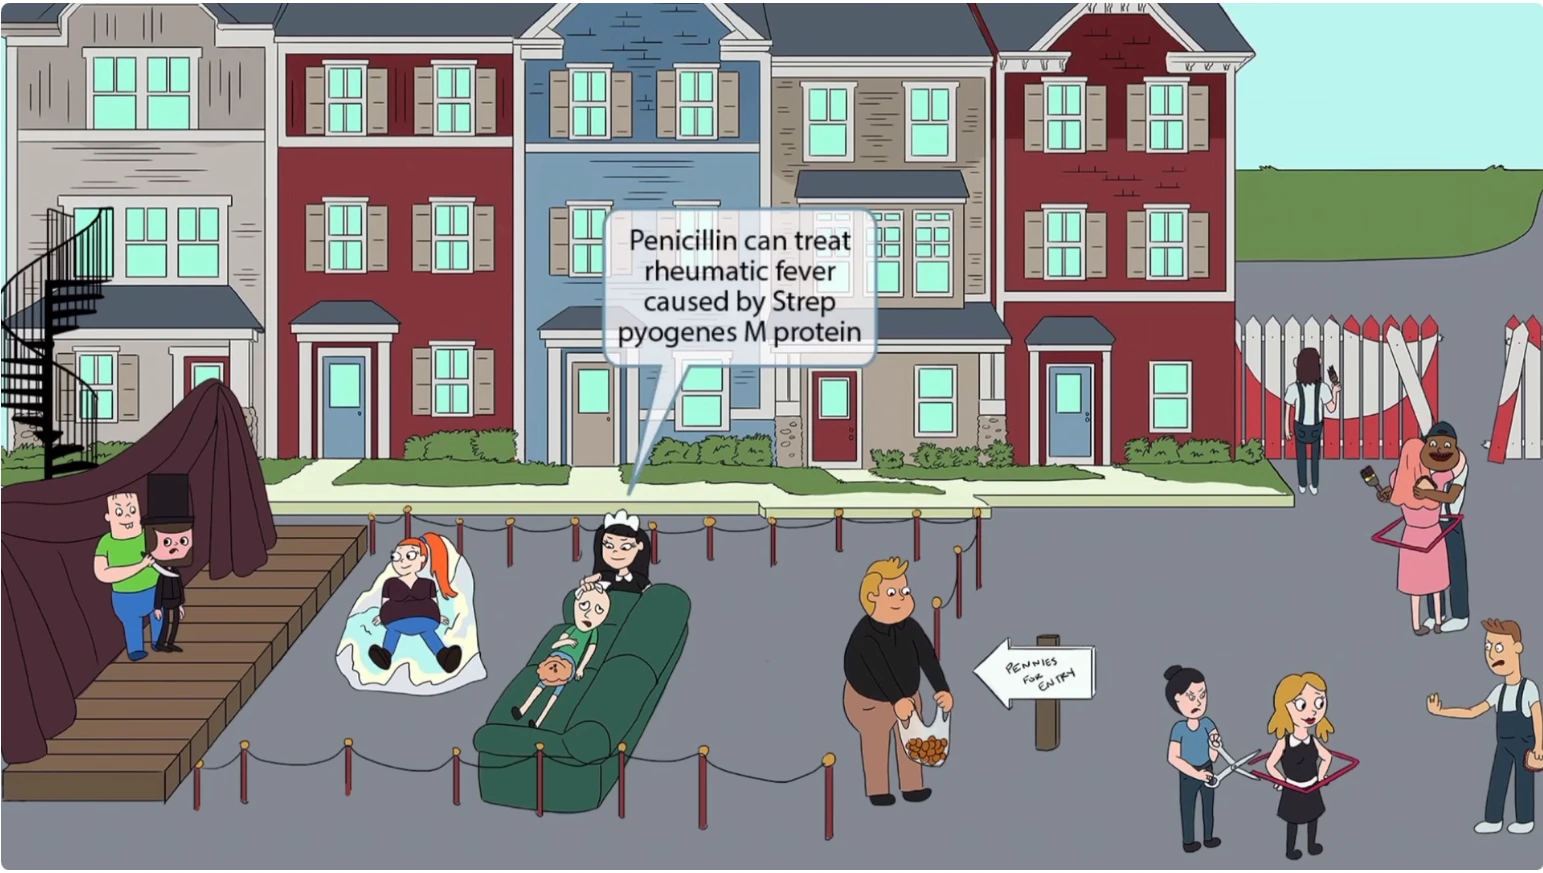 Penicillin can treat
rheumatic fever
caused by Strep
pyogenes M protein
PENNIES
FOR
ENTRY